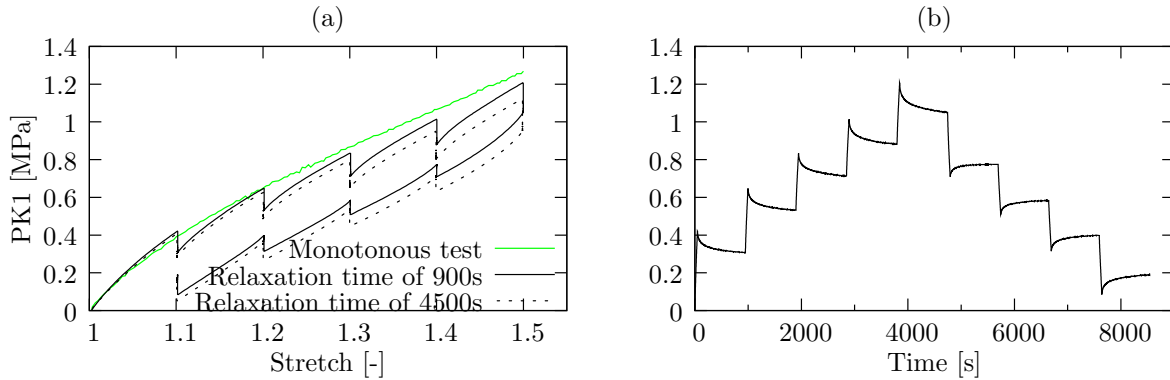 (a)
1.4
1.2
1
0.8
0.6
0.4
0.2
0
PK1 [MPa]
Monotonous test
Relaxation time of 900s
Relaxation time of 4500s
1 1.1 1.2 1.3 1.4 1.5
Stretch [-]
(b)
1.4
1.2
1
0.8
0.6
0.4
0.2
0
0 2000 4000 6000 8000
Time [s]